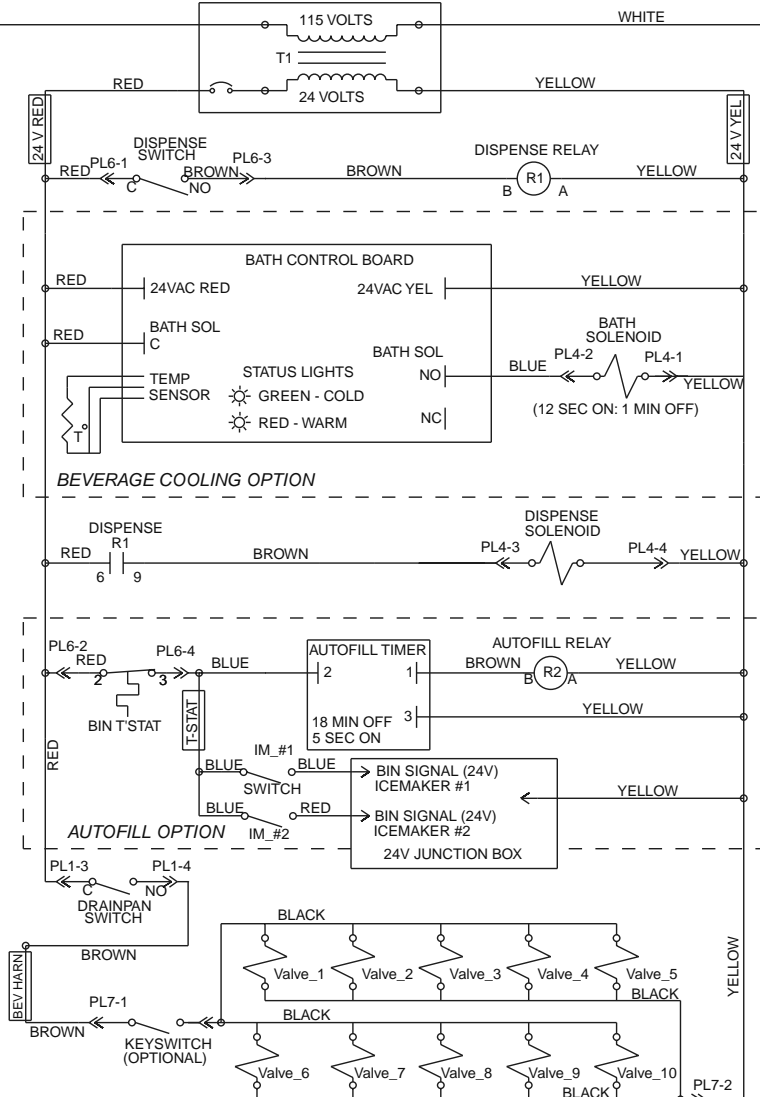 115 VOLTS
WHITE
T1
RED
YELLOW
24 VOLTS
24 V RED
24 V YEL
DISPENSE
SWITCH
DISPENSE RELAY
RED
PL6-1
BROWN
PL6-3
BROWN
R1
YELLOW
C
NO
B
A
BATH CONTROL BOARD
RED
24VAC RED
24VAC YEL
YELLOW
RED
BATH SOL
C
BATH
SOLENOID
BATH SOL
NO
BLUE
PL4-2
PL4-1
YELLOW
TEMP
SENSOR
STATUS LIGHTS
GREEN - COLD
RED - WARM
NC
(12 SEC ON: 1 MIN OFF)
T°
BEVERAGE COOLING OPTION
DISPENSE
R1
DISPENSE
SOLENOID
RED
BROWN
PL4-3
PL4-4
YELLOW
6
9
PL6-2
RED
PL6-4
BLUE
AUTOFILL TIMER
AUTOFILL RELAY
2
3
2
1
BROWN
B
R2
A
YELLOW
BIN T'STAT
T-STAT
18 MIN OFF
5 SEC ON
3
YELLOW
RED
IM_#1
BLUE
BLUE
SWITCH
BIN SIGNAL (24V)
ICEMAKER #1
YELLOW
BLUE
RED
IM_#2
BIN SIGNAL (24V)
ICEMAKER #2
AUTOFILL OPTION
24V JUNCTION BOX
PL1-3
PL1-4
C
NO
DRAINPAN
SWITCH
BLACK
BROWN
BEV HARN
YELLOW
Valve_1
Valve_2
Valve_3
Valve_4
Valve_5
BLACK
PL7-1
BROWN
KEYSWITCH
(OPTIONAL)
BLACK
Valve_6
Valve_7
Valve_8
Valve_9
Valve_10
BLACK
PL7-2